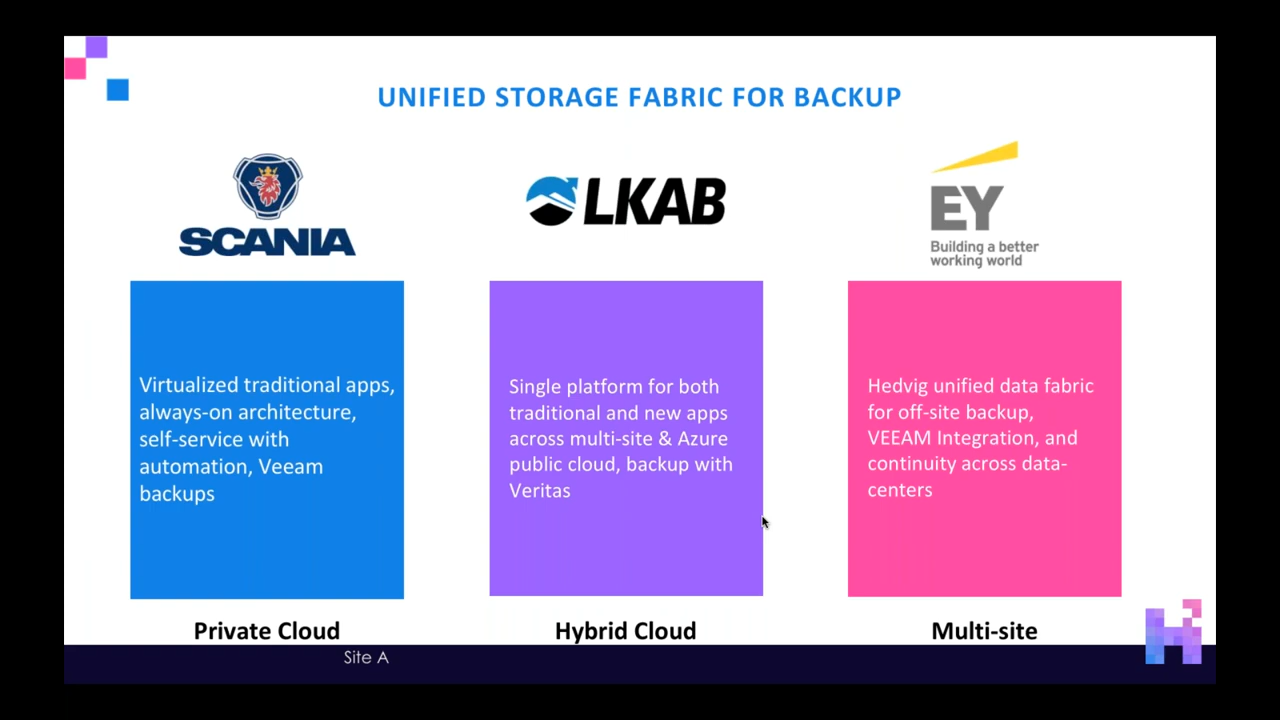 UNIFIED STORAGE FABRIC FOR BACKUP
SCANIA
LKAB
EY
Building a better
working world
Virtualized traditional apps,
always-on architecture,
self-service with
automation, Veeam
backups
Single platform for both
traditional and new apps
across multi-site & Azure
public cloud, backup with
Veritas
Hedvig unified data fabric
for off-site backup,
VEEAM Integration, and
continuity across data-
centers
Private Cloud
Hybrid Cloud
Multi-site
Site A